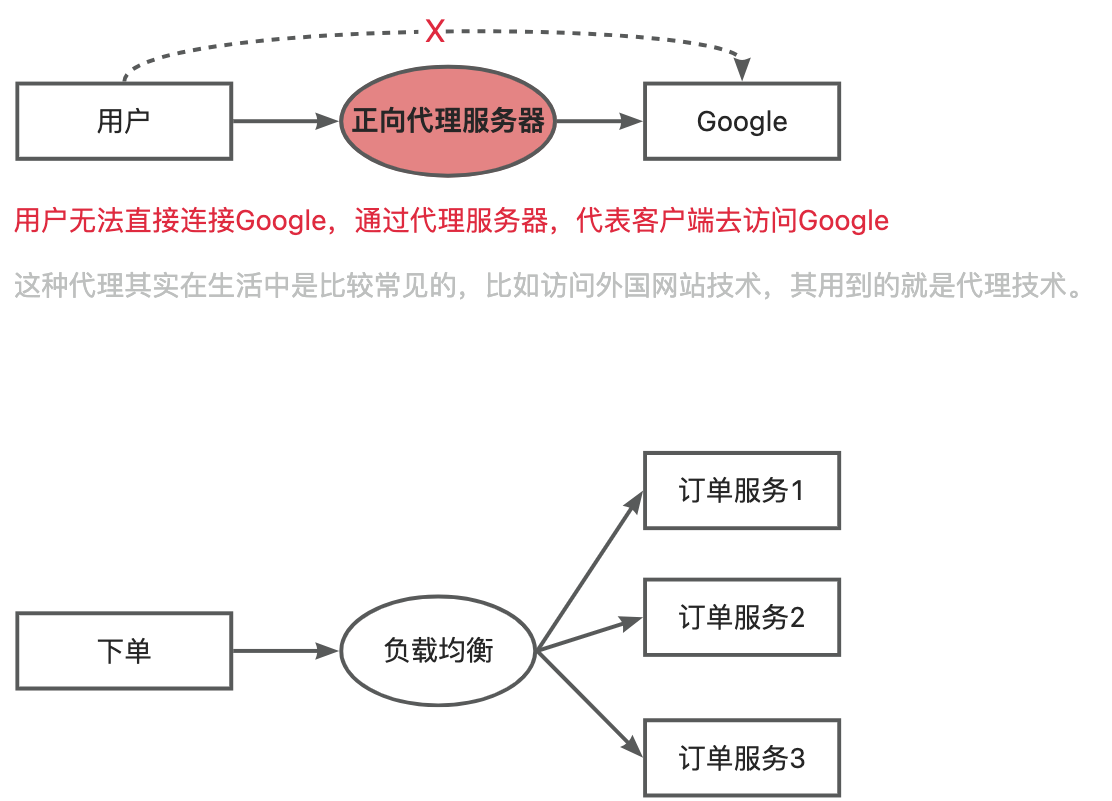 X
用户
正向代理服务器
Google
用户无法直接连接Google，通过代理服务器，代表客户端去访问Google
这种代理其实在生活中是比较常见的，比如访问外国网站技术，其用到的就是代理技术。
订单服务1
订单服务2
下单
负载均衡
订单服务3